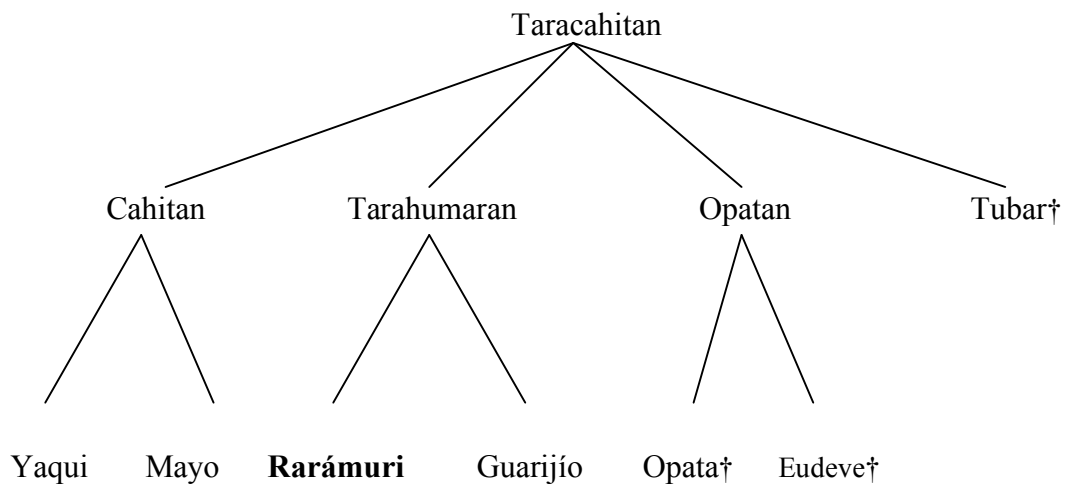 Taracahitan
Cahitan Tarahumaran Opatan Tubar†
Yaqui Mayo Rarámuri Guarijío Opata† Eudeve†